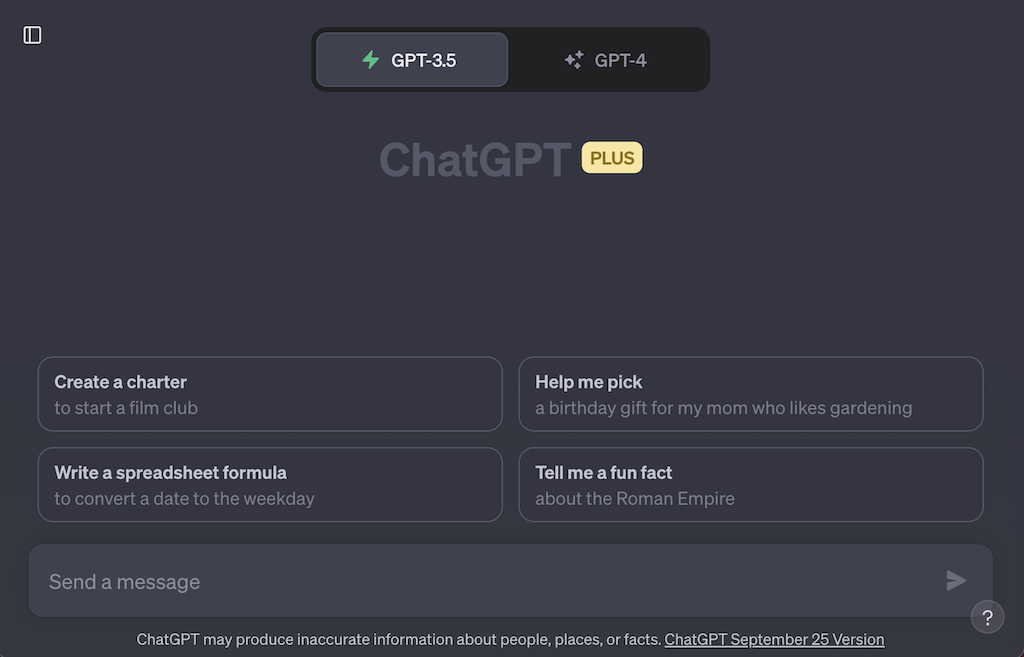 GPT-3.5
GPT-4
ChatGPT PLUS
Create a charter
to start a film club
Help me pick
a birthday gift for my mom who likes gardening
Write a spreadsheet formula
to convert a date to the weekday
Tell me a fun fact
about the Roman Empire
Send a message
?
ChatGPT may produce inaccurate information about people, places, or facts. ChatGPT September 25 Version